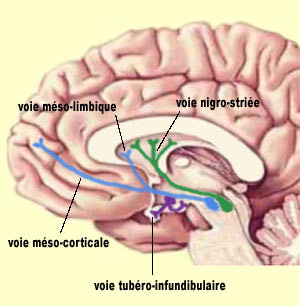 voie méso-limbique
voie nigro-striée
voie méso-corticale
voie tubéro-infundibulaire